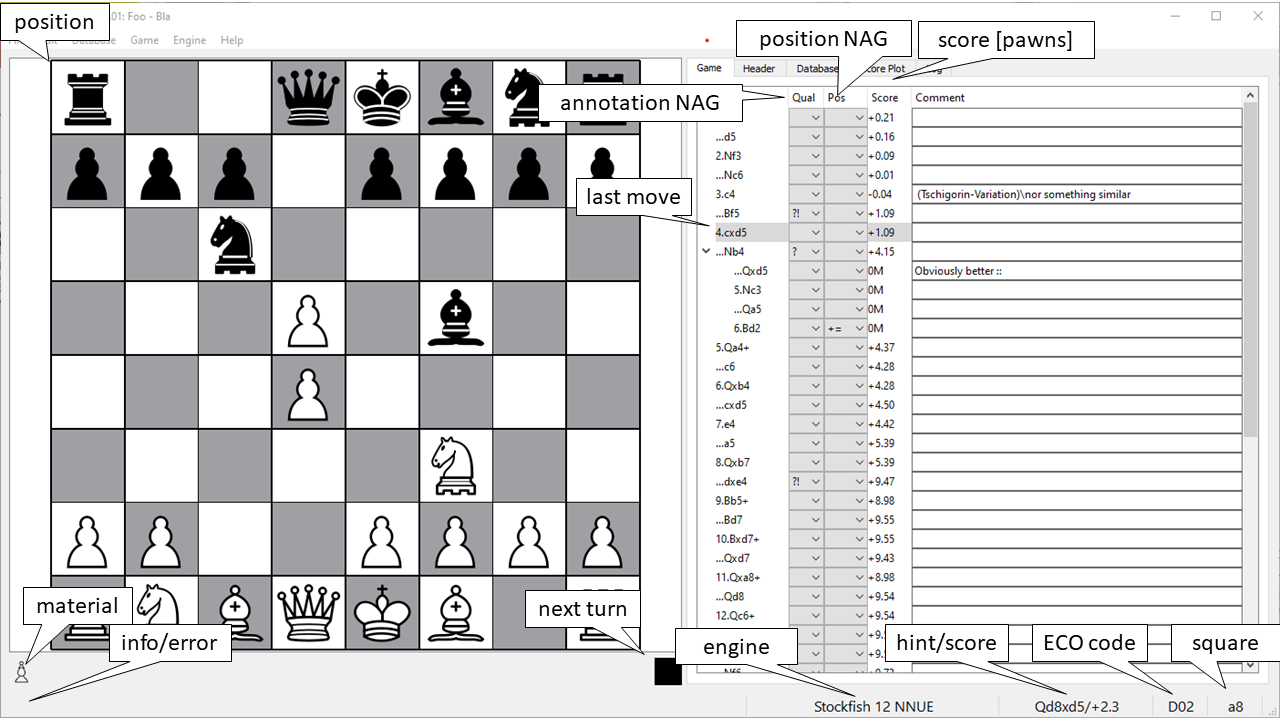 position
.01: Foo - Bla
Database Game Engine Help
position NAG
score [pawns]
Game Header Database Score Plot
annotation NAG
Qual Pos Score Comment
+0.21
...d5 +0.16
2.Nf3 +0.09
...Nc6 +0.01
last move
3.c4 -0.04 (Tschigorin-Variation)\nor something similar
...Bf5 ?! +1.09
4.cxd5 +1.09
...Nb4 ? +4.15
...Qxd5 0M Obviously better ::
5.Nc3 0M
...Qa5 0M
6.Bd2 += 0M
5.Qa4+ +4.37
...c6 +4.28
6.Qxb4 +4.28
...cxd5 +4.50
7.e4 +4.42
...a5 +5.39
8.Qxb7 +5.39
...dxe4 ?! +9.47
9.Bb5+ +8.98
...Bd7 +9.55
10.Bxd7+ +9.55
...Qxd7 +9.43
11.Qxa8+ +8.98
...Qd8 +9.54
12.Qc6+ +9.54
material
next turn
info/error
engine
hint/score
ECO code
square
Stockfish 12 NNUE Qd8xd5/+2.3 D02 a8